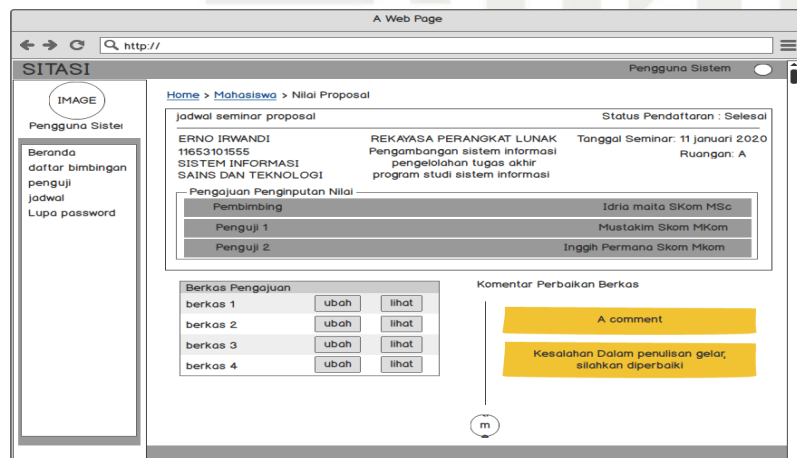 A Web Page
http://
SITASI
Pengguna Sistem
IMAGE
Pengguna Sister
Beranda
daftar bimbingan
penguji
jadwal
Lupa password
Home > Mahasiswa > Nilai Proposal
jadwal seminar proposal
Status Pendaftaran : Selesai
ERNO IRWANDI
11653101555
SISTEM INFORMASI
SAINS DAN TEKNOLOGI
REKAYASA PERANGKAT LUNAK
Pengambangan sistem informasi
pengelolahan tugas akhir
program studi sistem informasi
Tanggal Seminar: 11 januari 2020
Ruangan: A
Pengajuan Penginputan Nilai
Pembimbing Idria maita SKom MSc
Penguji 1 Mustakim Skom MKom
Penguji 2 Inggih Permana Skom Mkom
Berkas Pengajuan
berkas 1 ubah lihat
berkas 2 ubah lihat
berkas 3 ubah lihat
berkas 4 ubah lihat
Komentar Perbaikan Berkas
A comment
Kesalahan Dalam penulisan gelar,
silahkan diperbaiki
m